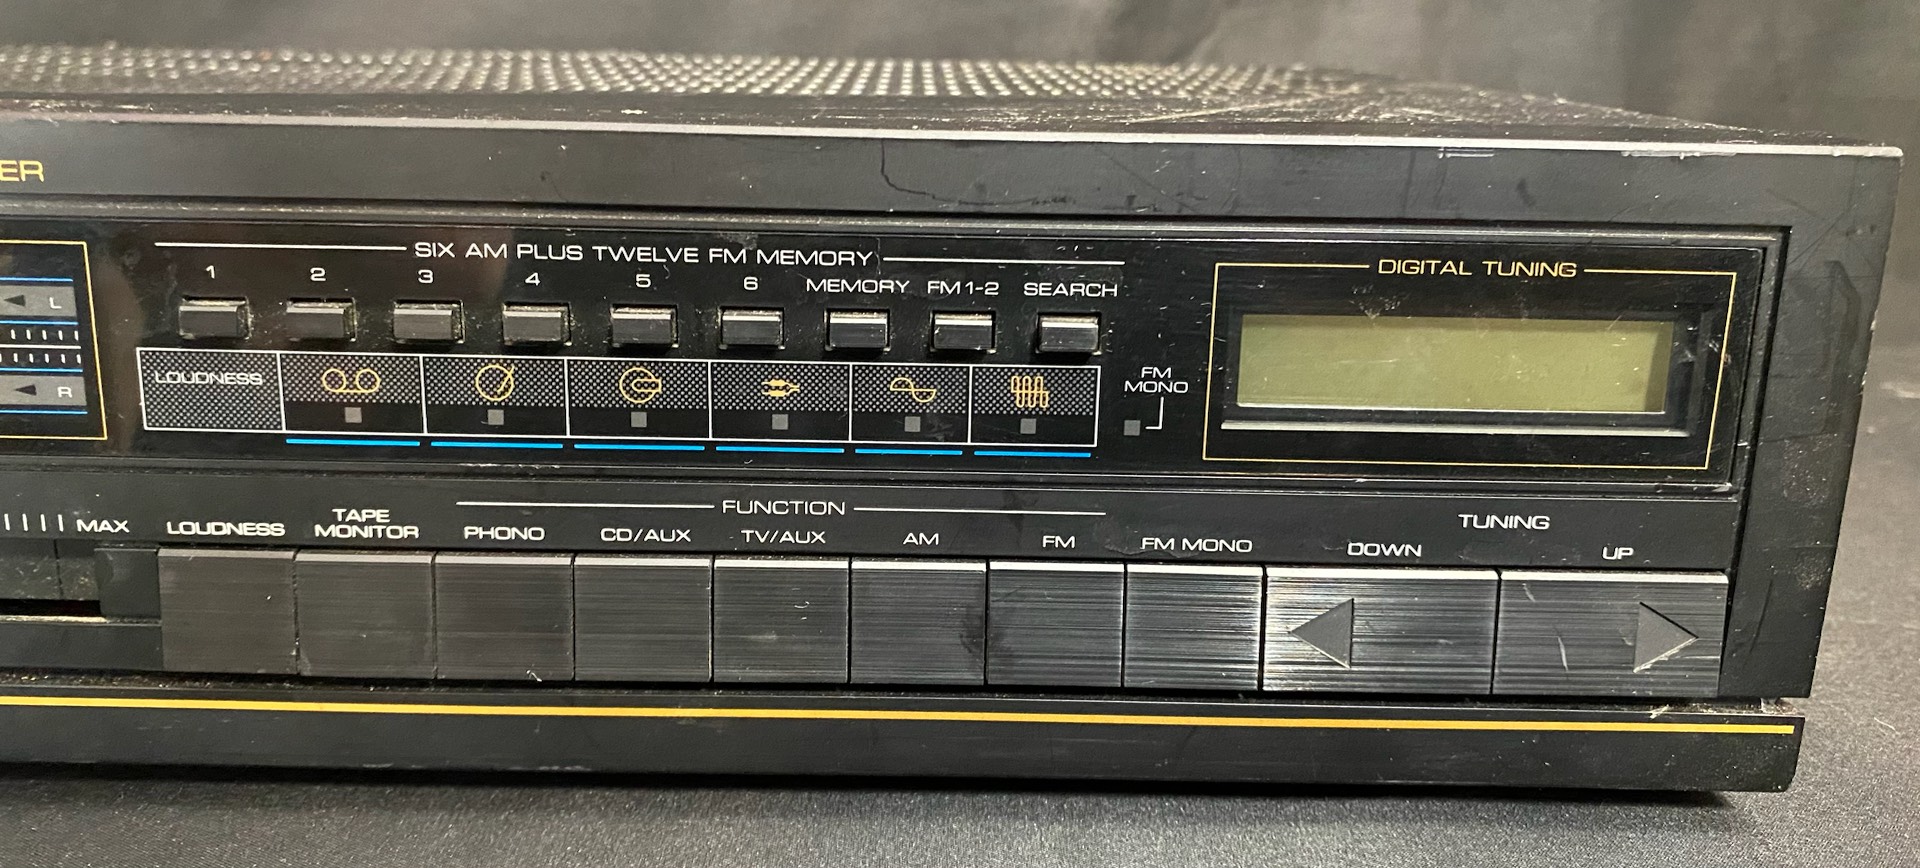 ER
SIX AM PLUS TWELVE FM MEMORY
1 2 3 4 5 6 MEMORY FM1-2 SEARCH
DIGITAL TUNING
L
R
LOUDNESS
FM
MONO
FUNCTION
TUNING
MAX LOUDNESS TAPE MONITOR PHONO CD/AUX TV/AUX AM FM FM MONO DOWN UP